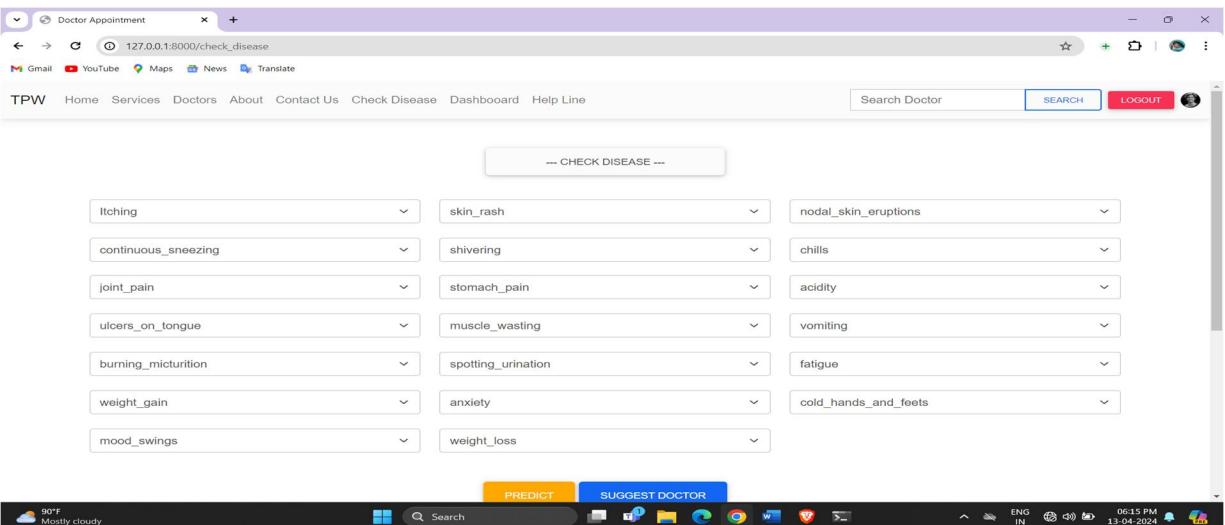 Doctor Appointment
127.0.0.1:8000/check_disease
Gmail YouTube Maps News Translate
TPW Home Services Doctors About Contact Us Check Disease Dashbooard Help Line Search Doctor SEARCH LOGOUT
--- CHECK DISEASE ---
Itching skin_rash nodal_skin_eruptions
continuous_sneezing shivering chills
joint_pain stomach_pain acidity
ulcers_on_tongue muscle_wasting vomiting
burning_micturition spotting_urination fatigue
weight_gain anxiety cold_hands_and_feets
mood_swings weight_loss
PREDICT SUGGEST DOCTOR
90°F
Mostly cloudy
Search
ENG
IN
06:15 PM
13-04-2024